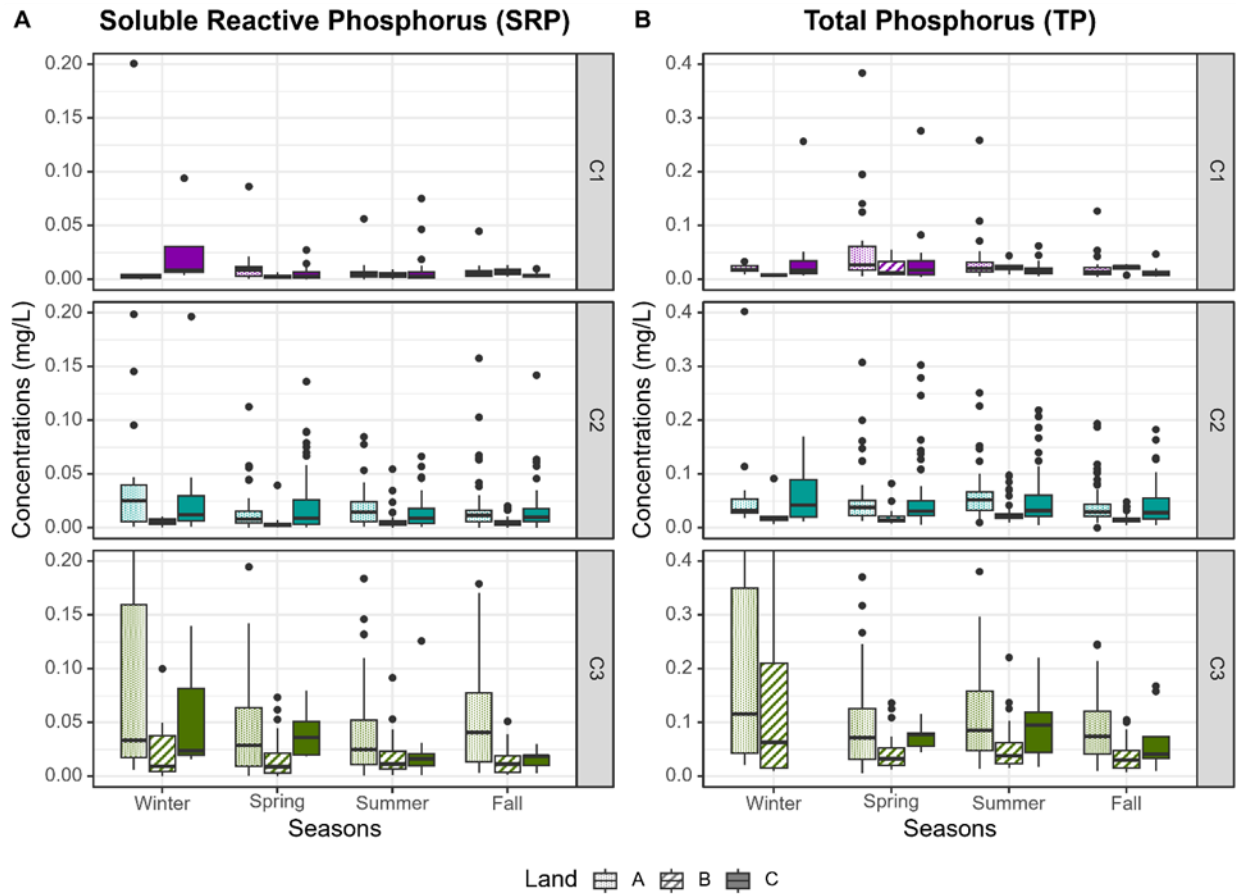 A Soluble Reactive Phosphorus (SRP)
B Total Phosphorus (TP)
Concentrations (mg/L)
0.20
0.15
0.10
0.05
0.00
C1
0.20
0.15
0.10
0.05
0.00
C2
0.20
0.15
0.10
0.05
0.00
C3
Winter Spring Summer Fall
Seasons
Concentrations (mg/L)
0.4
0.3
0.2
0.1
0.0
C1
0.4
0.3
0.2
0.1
0.0
C2
0.4
0.3
0.2
0.1
0.0
C3
Winter Spring Summer Fall
Seasons
Land A B C